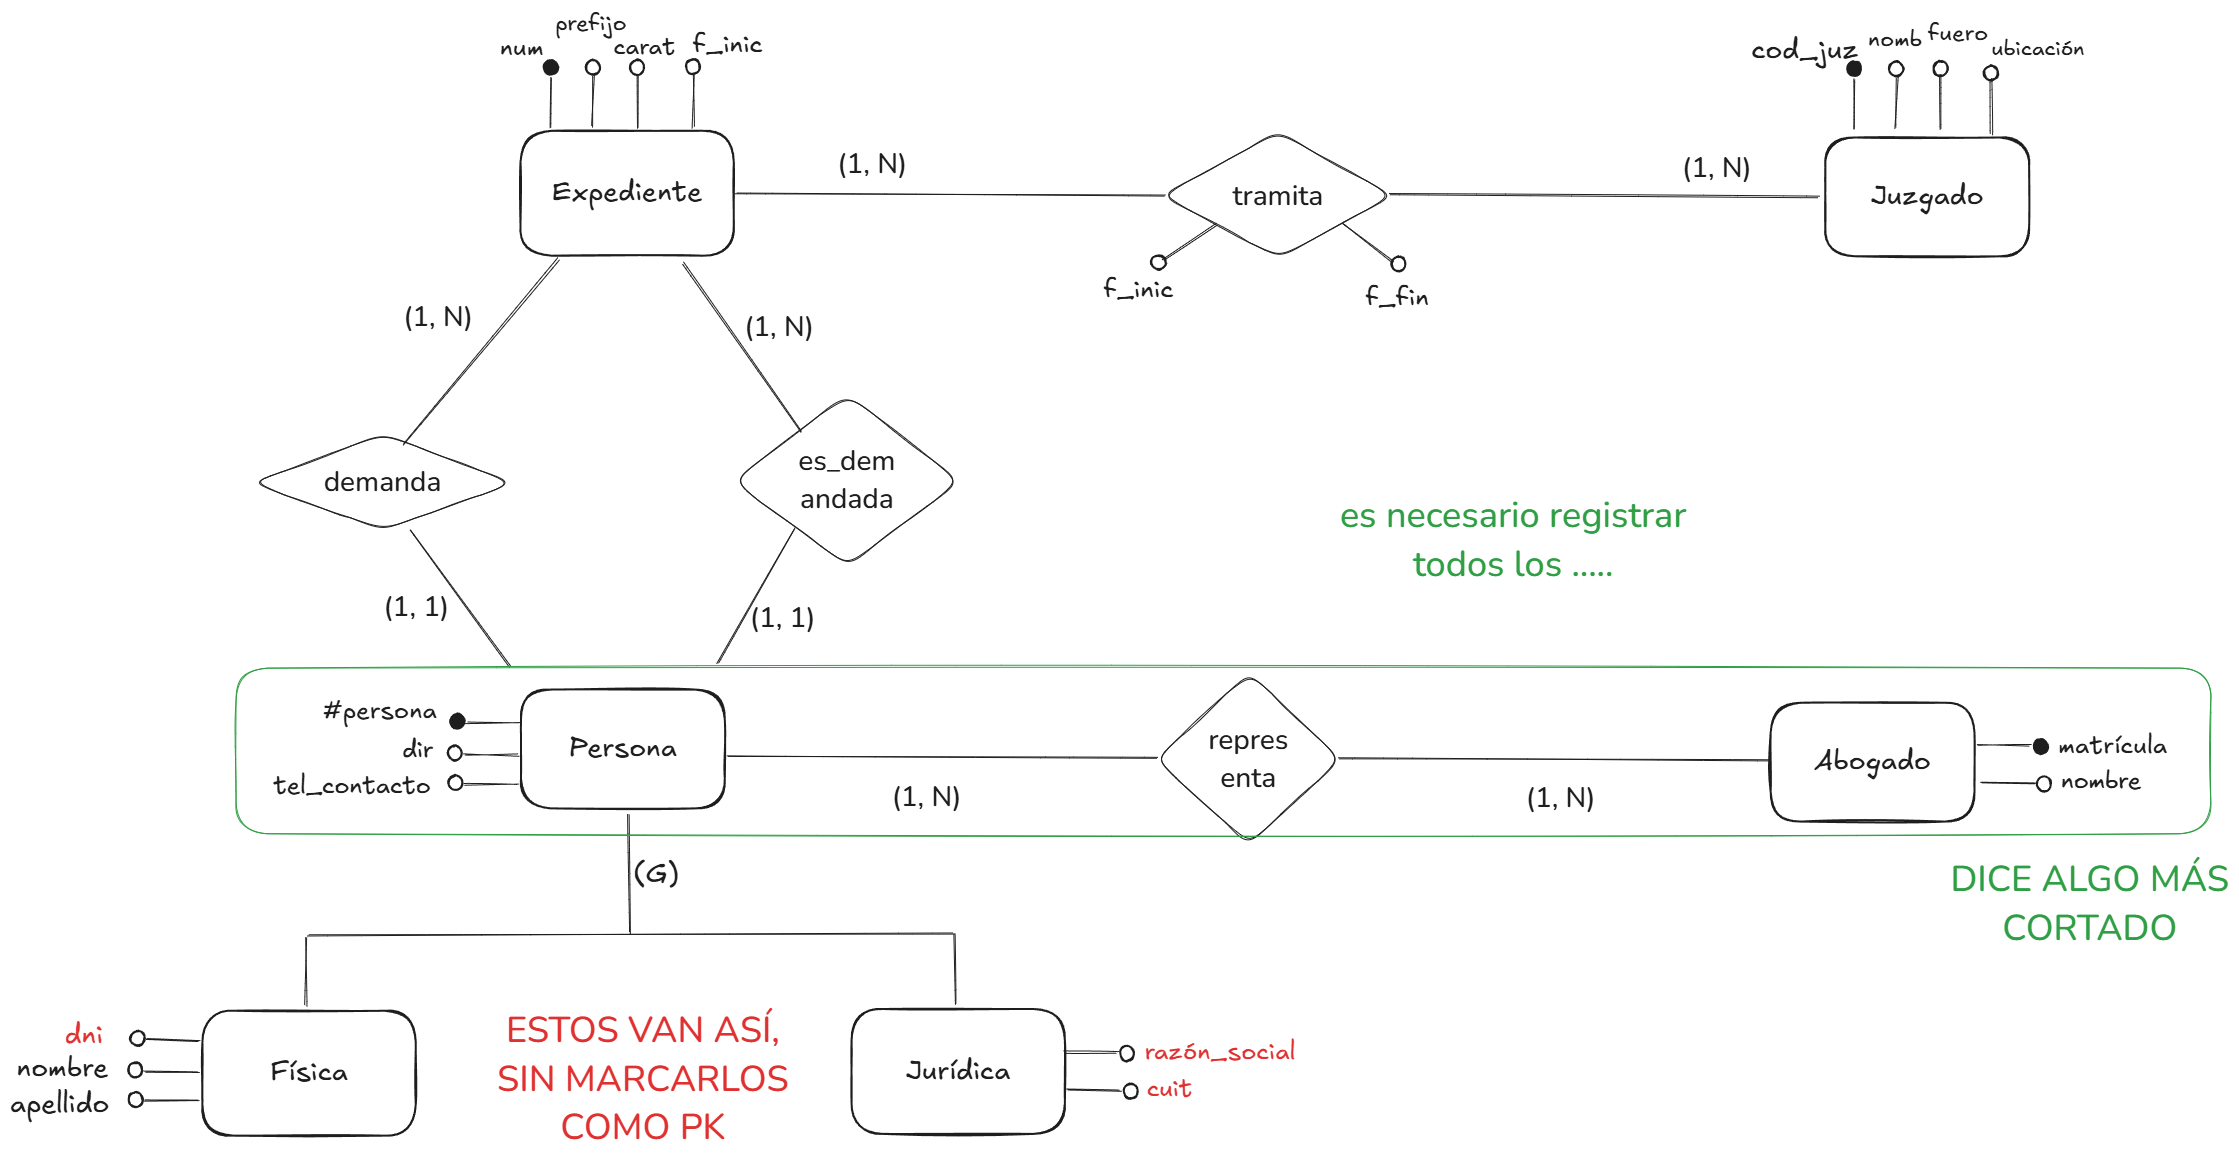 num
prefijo
carat
f_inic
Expediente
(1, N)
tramita
f_inic
f_fin
(1, N)
cod_juz
nomb
fuero
ubicación
Juzgado
(1, N)
(1, N)
demanda
es_dem
andada
(1, 1)
(1, 1)
es necesario registrar
todos los .....
#persona
dir
tel_contacto
Persona
(1, N)
repres
enta
(1, N)
Abogado
matrícula
nombre
(G)
DICE ALGO MÁS
CORTADO
dni
nombre
apellido
Física
ESTOS VAN ASÍ,
SIN MARCARLOS
COMO PK
Jurídica
razón_social
cuit